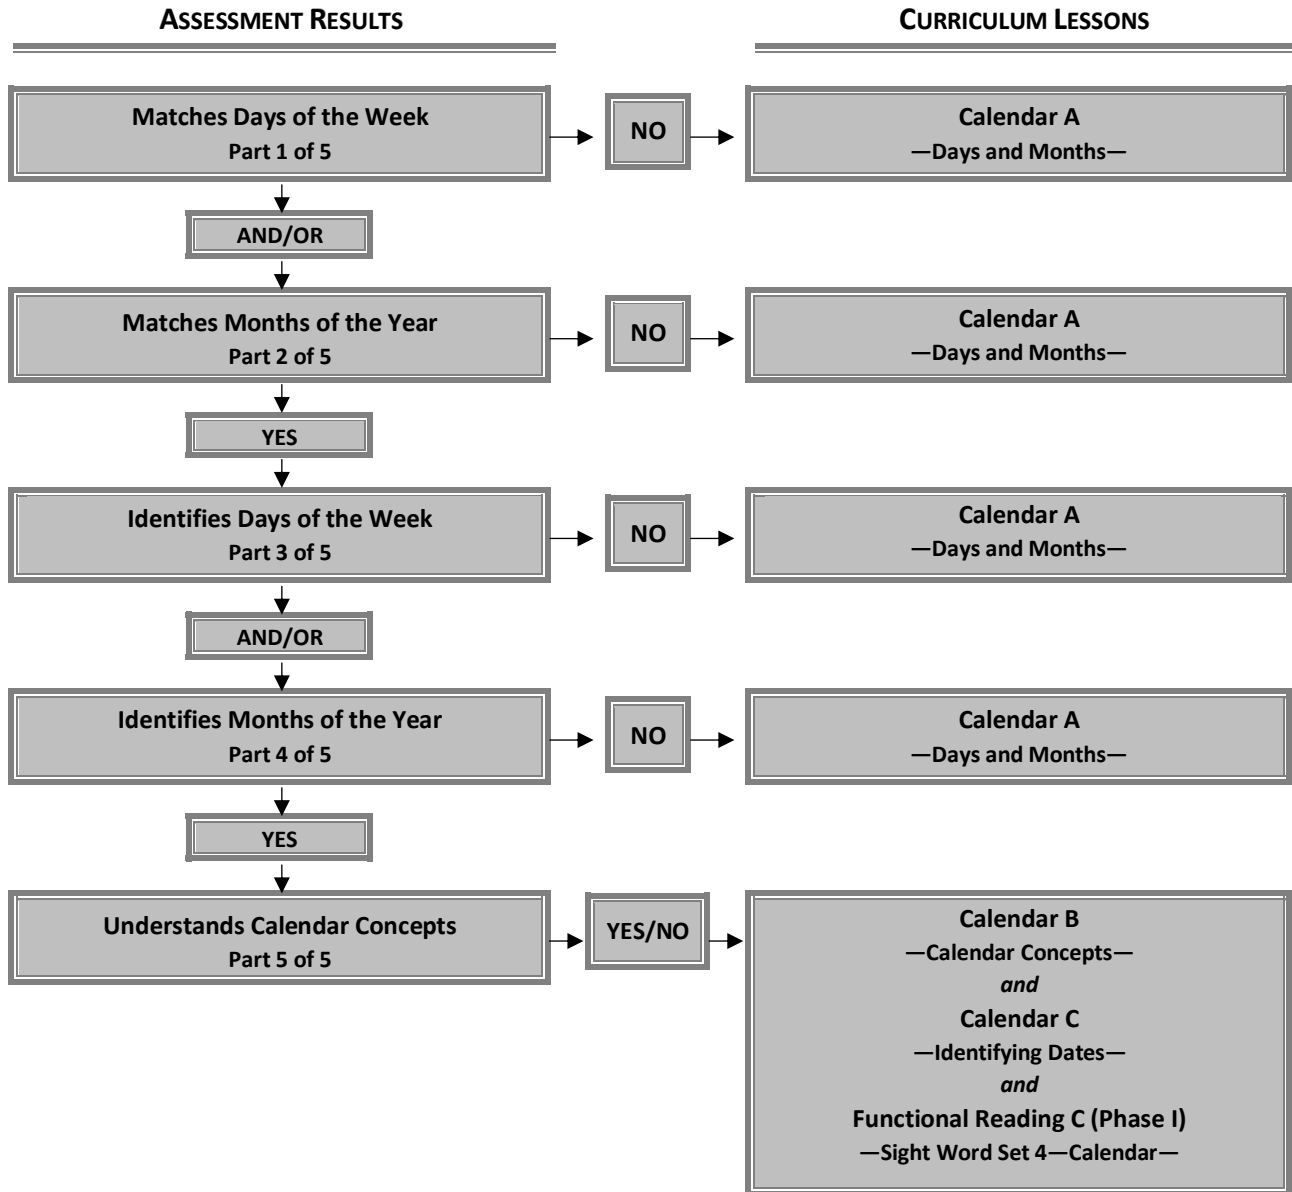 ASSESSMENT RESULTS
CURRICULUM LESSONS
Matches Days of the Week
Part 1 of 5
NO
Calendar A
—Days and Months—
AND/OR
Matches Months of the Year
Part 2 of 5
NO
Calendar A
—Days and Months—
YES
Identifies Days of the Week
Part 3 of 5
NO
Calendar A
—Days and Months—
AND/OR
Identifies Months of the Year
Part 4 of 5
NO
Calendar A
—Days and Months—
YES
Understands Calendar Concepts
Part 5 of 5
YES/NO
Calendar B
—Calendar Concepts—
and
Calendar C
—Identifying Dates—
and
Functional Reading C (Phase I)
—Sight Word Set 4—Calendar—